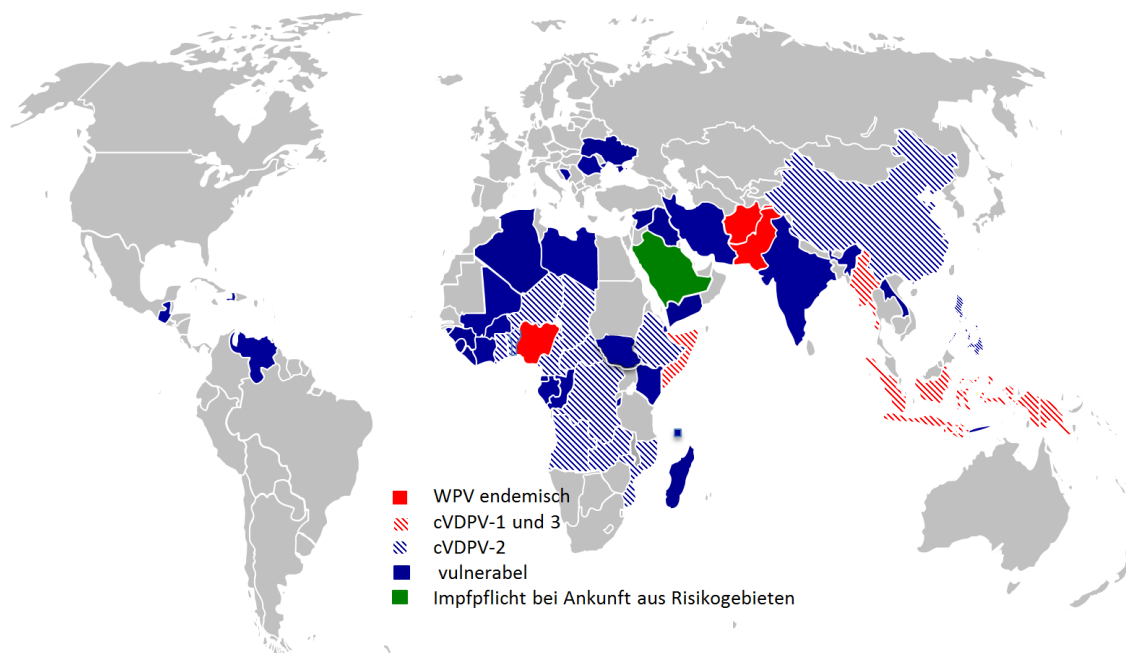 WPV endemisch
cVDPV-1 und 3
cVDPV-2
vulnerabel
Impfpflicht bei Ankunft aus Risikogebieten